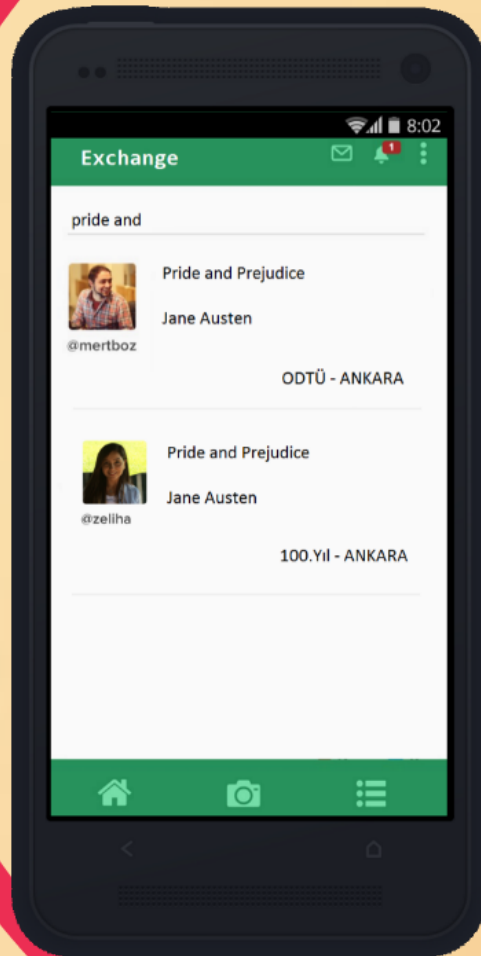 8:02
Exchange
1
pride and
Pride and Prejudice
Jane Austen
@mertboz
ODTÜ - ANKARA
Pride and Prejudice
Jane Austen
@zeliha
100.Yıl - ANKARA